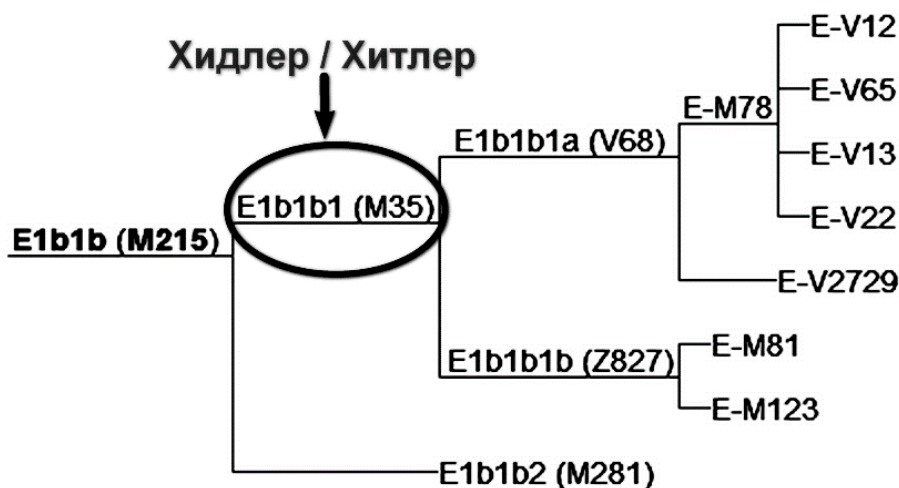 Хидлер / Хитлер
E-V12
E-V65
E-M78
E1b1b1a (V68)
E-V13
E1b1b1 (M35)
E-V22
E1b1b (M215)
E-V2729
E-M81
E1b1b1b (Z827)
E-M123
E1b1b2 (M281)